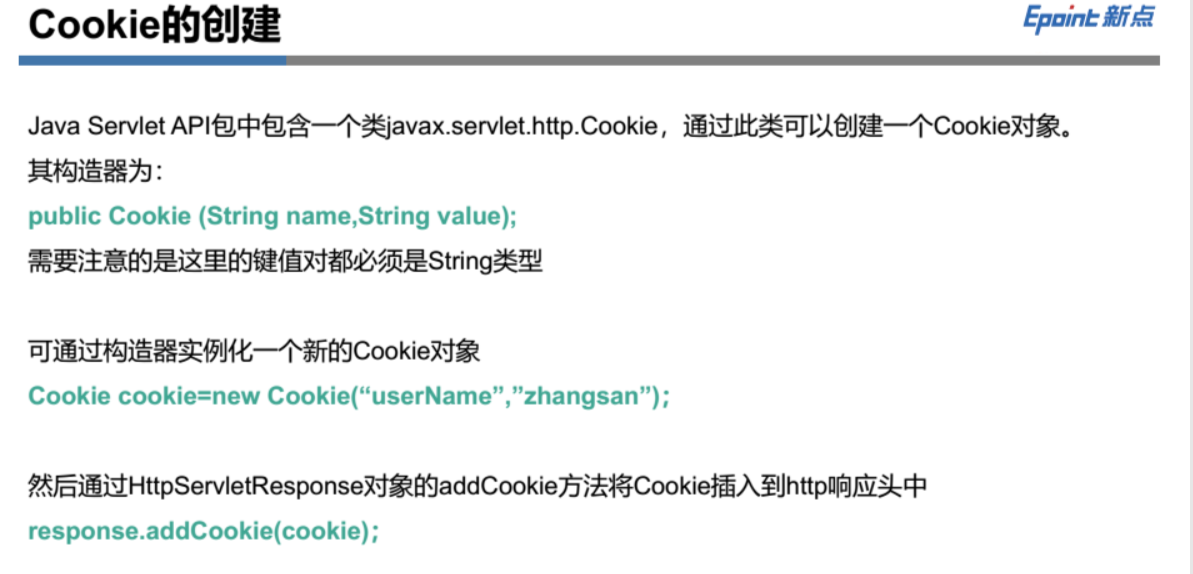 Cookie的创建
Epoint 新点
Java Servlet API包中包含一个类javax.servlet.http.Cookie，通过此类可以创建一个Cookie对象。
其构造器为：
public Cookie (String name,String value);
需要注意的是这里的键值对都必须是String类型
可通过构造器实例化一个新的Cookie对象
Cookie cookie=new Cookie(“userName”,”zhangsan”);
然后通过HttpServletResponse对象的addCookie方法将Cookie插入到http响应头中
response.addCookie(cookie);